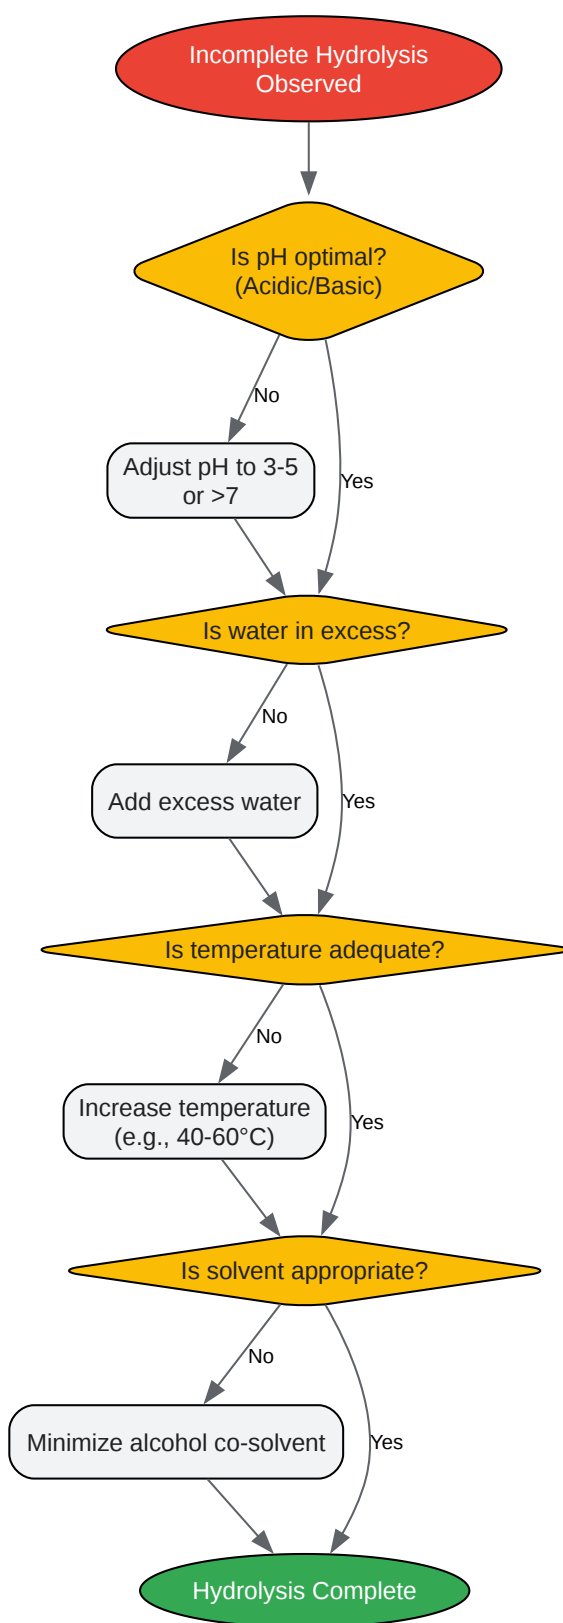 Incomplete Hydrolysis
Observed
Is pH optimal?
(Acidic/Basic)
No
Adjust pH to 3-5
or >7
Yes
Is water in excess?
No
Add excess water
Yes
Is temperature adequate?
No
Increase temperature
(e.g., 40-60°C)
Yes
Is solvent appropriate?
No
Minimize alcohol co-solvent
Yes
Hydrolysis Complete